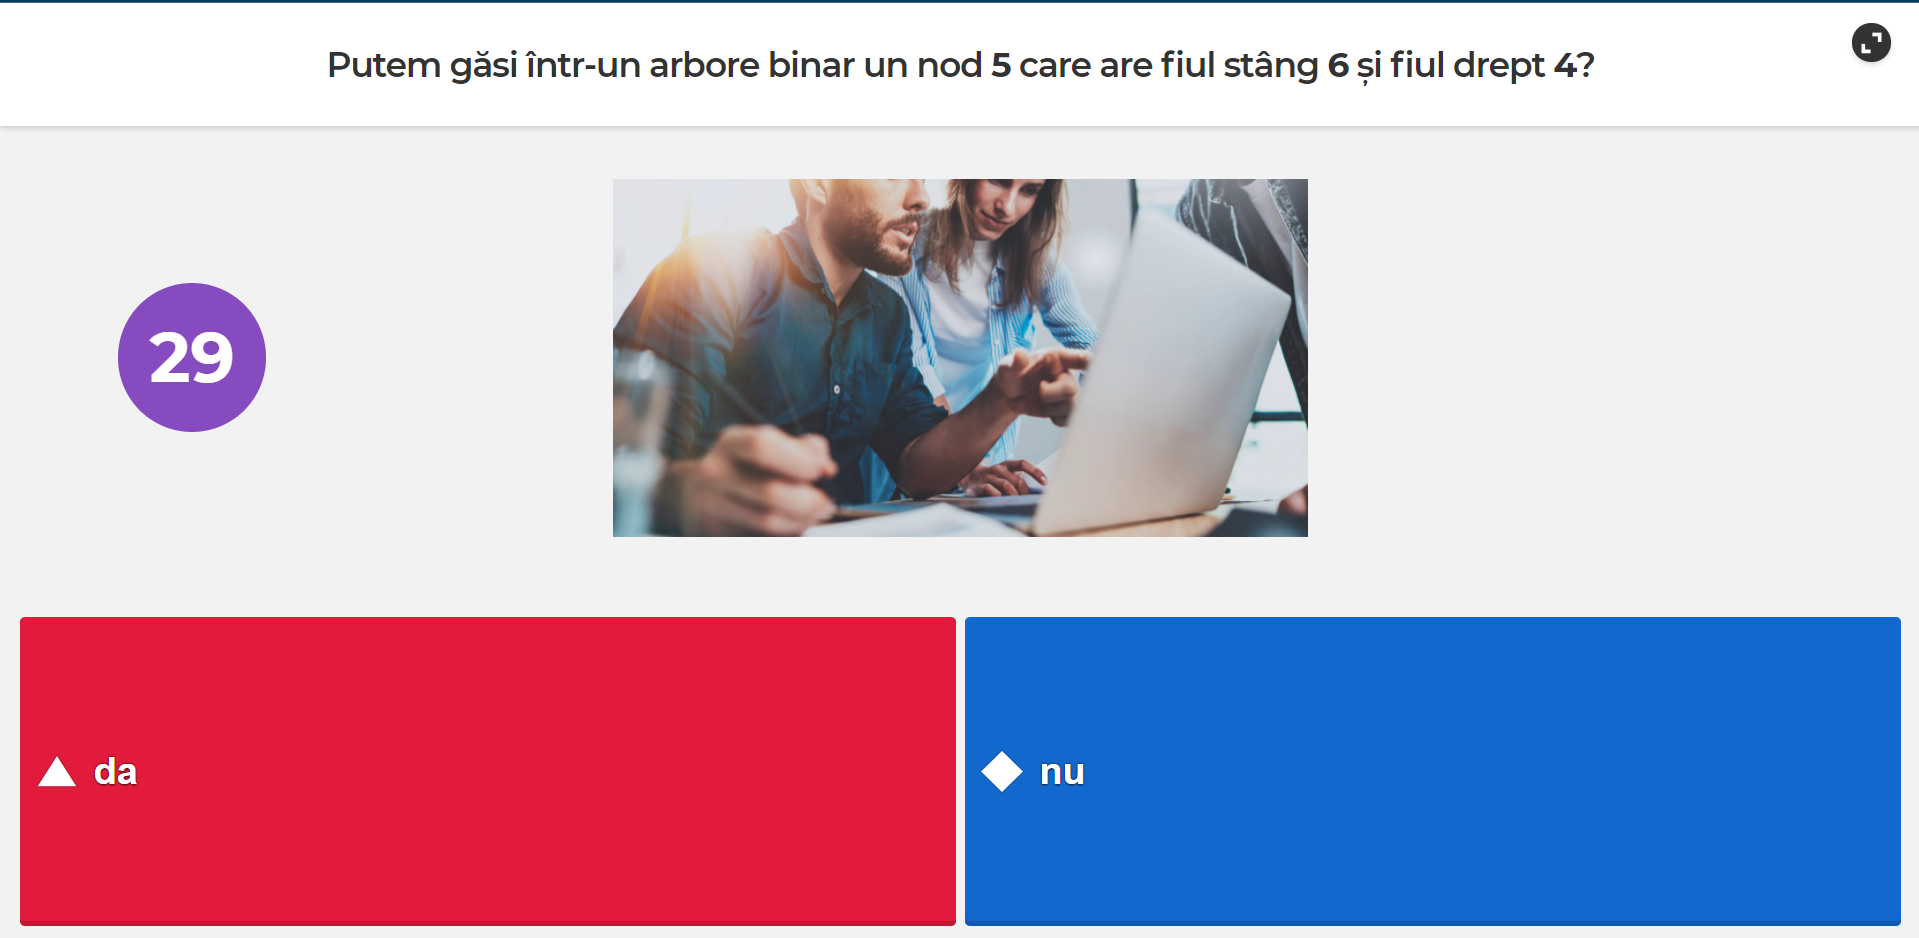 Putem găsi într-un arbore binar un nod 5 care are fiul stâng 6 și fiul drept 4?
29
da
nu